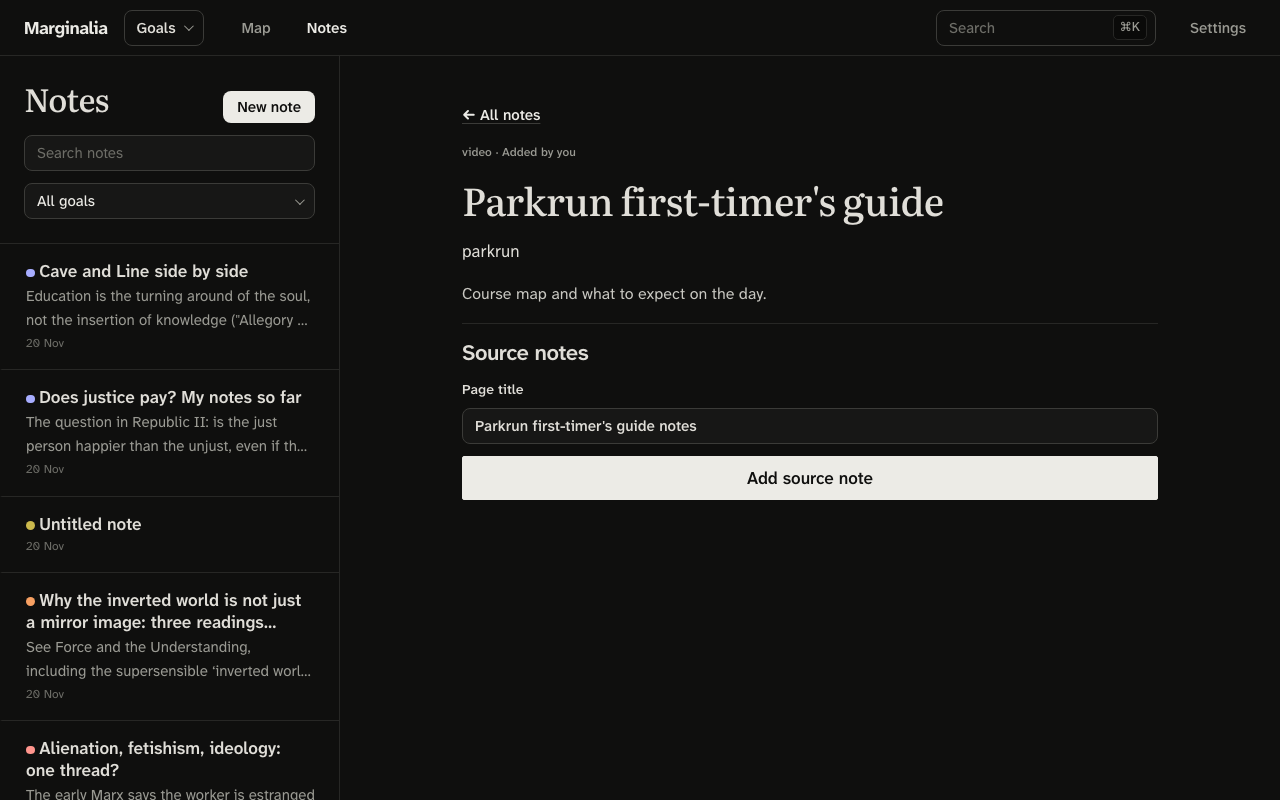 Marginalia
Goals
Map
Notes
Search
⌘K
Settings
Notes
New note
Search notes
All goals
Cave and Line side by side
Education is the turning around of the soul,
not the insertion of knowledge ("Allegory ...
20 Nov
Does justice pay? My notes so far
The question in Republic II: is the just
person happier than the unjust, even if th...
20 Nov
Untitled note
20 Nov
Why the inverted world is not just
a mirror image: three readings...
See Force and the Understanding,
including the supersensible ‘inverted worl...
20 Nov
Alienation, fetishism, ideology:
one thread?
The early Marx says the worker is estranged
← All notes
video · Added by you
Parkrun first-timer's guide
parkrun
Course map and what to expect on the day.
Source notes
Page title
Parkrun first-timer's guide notes
Add source note